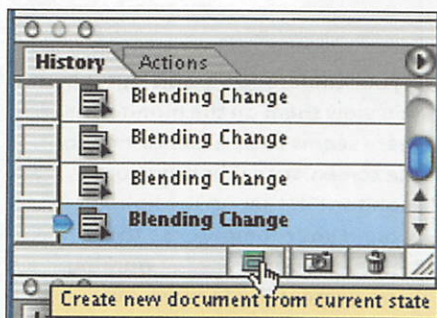 History Actions
Blending Change
Blending Change
Blending Change
Blending Change
Create new document from current state